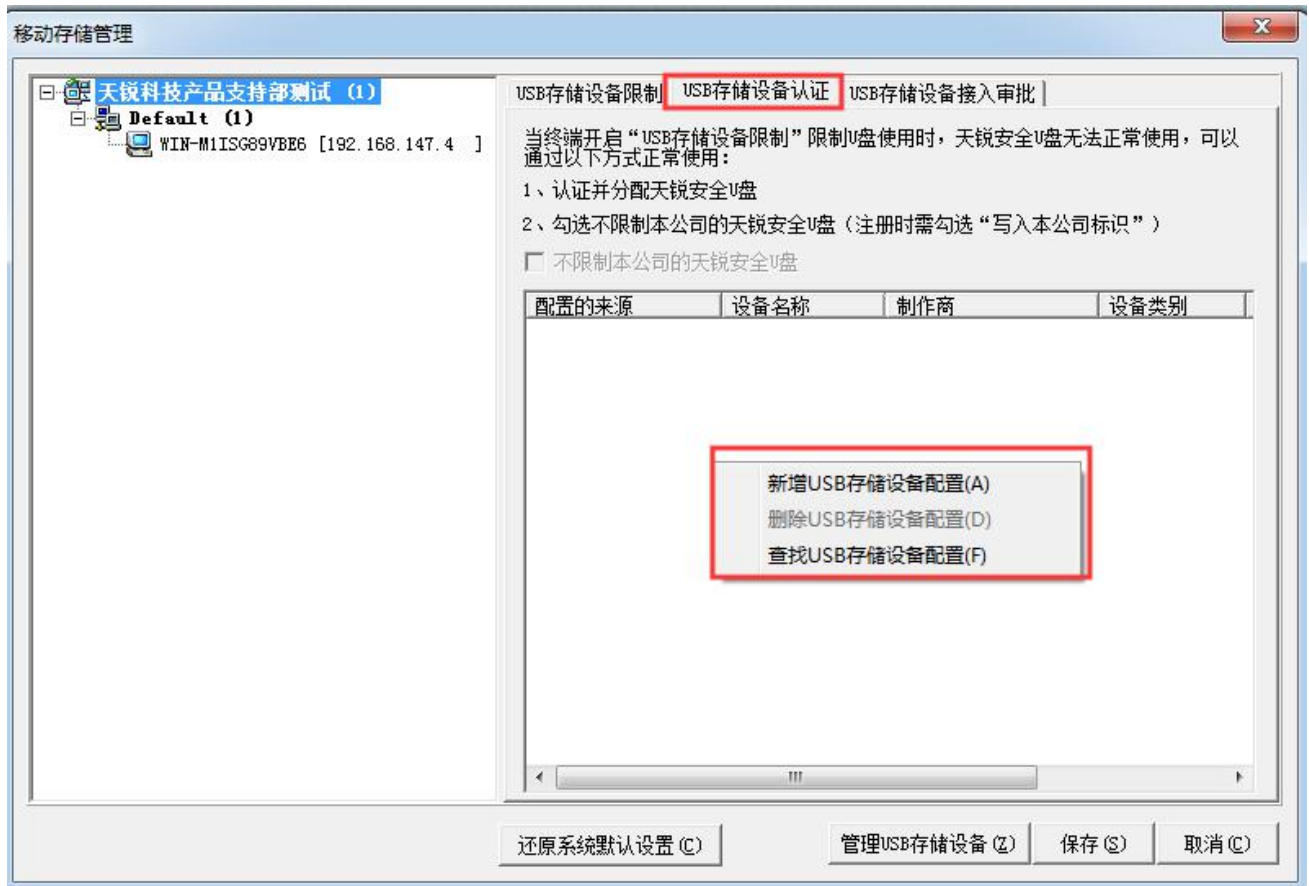 移动存储管理
天锐科技产品支持部测试 (1)
Default (1)
WIN-M1ISG89VBE6 [192.168.147.4 ]
USB存储设备限制 USB存储设备认证 USB存储设备接入审批
当终端开启“USB存储设备限制”限制U盘使用时，天锐安全U盘无法正常使用，可以
通过以下方式正常使用：
1、认证并分配天锐安全U盘
2、勾选不限制本公司的天锐安全U盘（注册时需勾选“写入本公司标识”）
不限制本公司的天锐安全U盘
配置的来源 设备名称 制作商 设备类别
新增USB存储设备配置(A)
删除USB存储设备配置(D)
查找USB存储设备配置(F)
还原系统默认设置(C) 管理USB存储设备(Z) 保存(S) 取消(C)